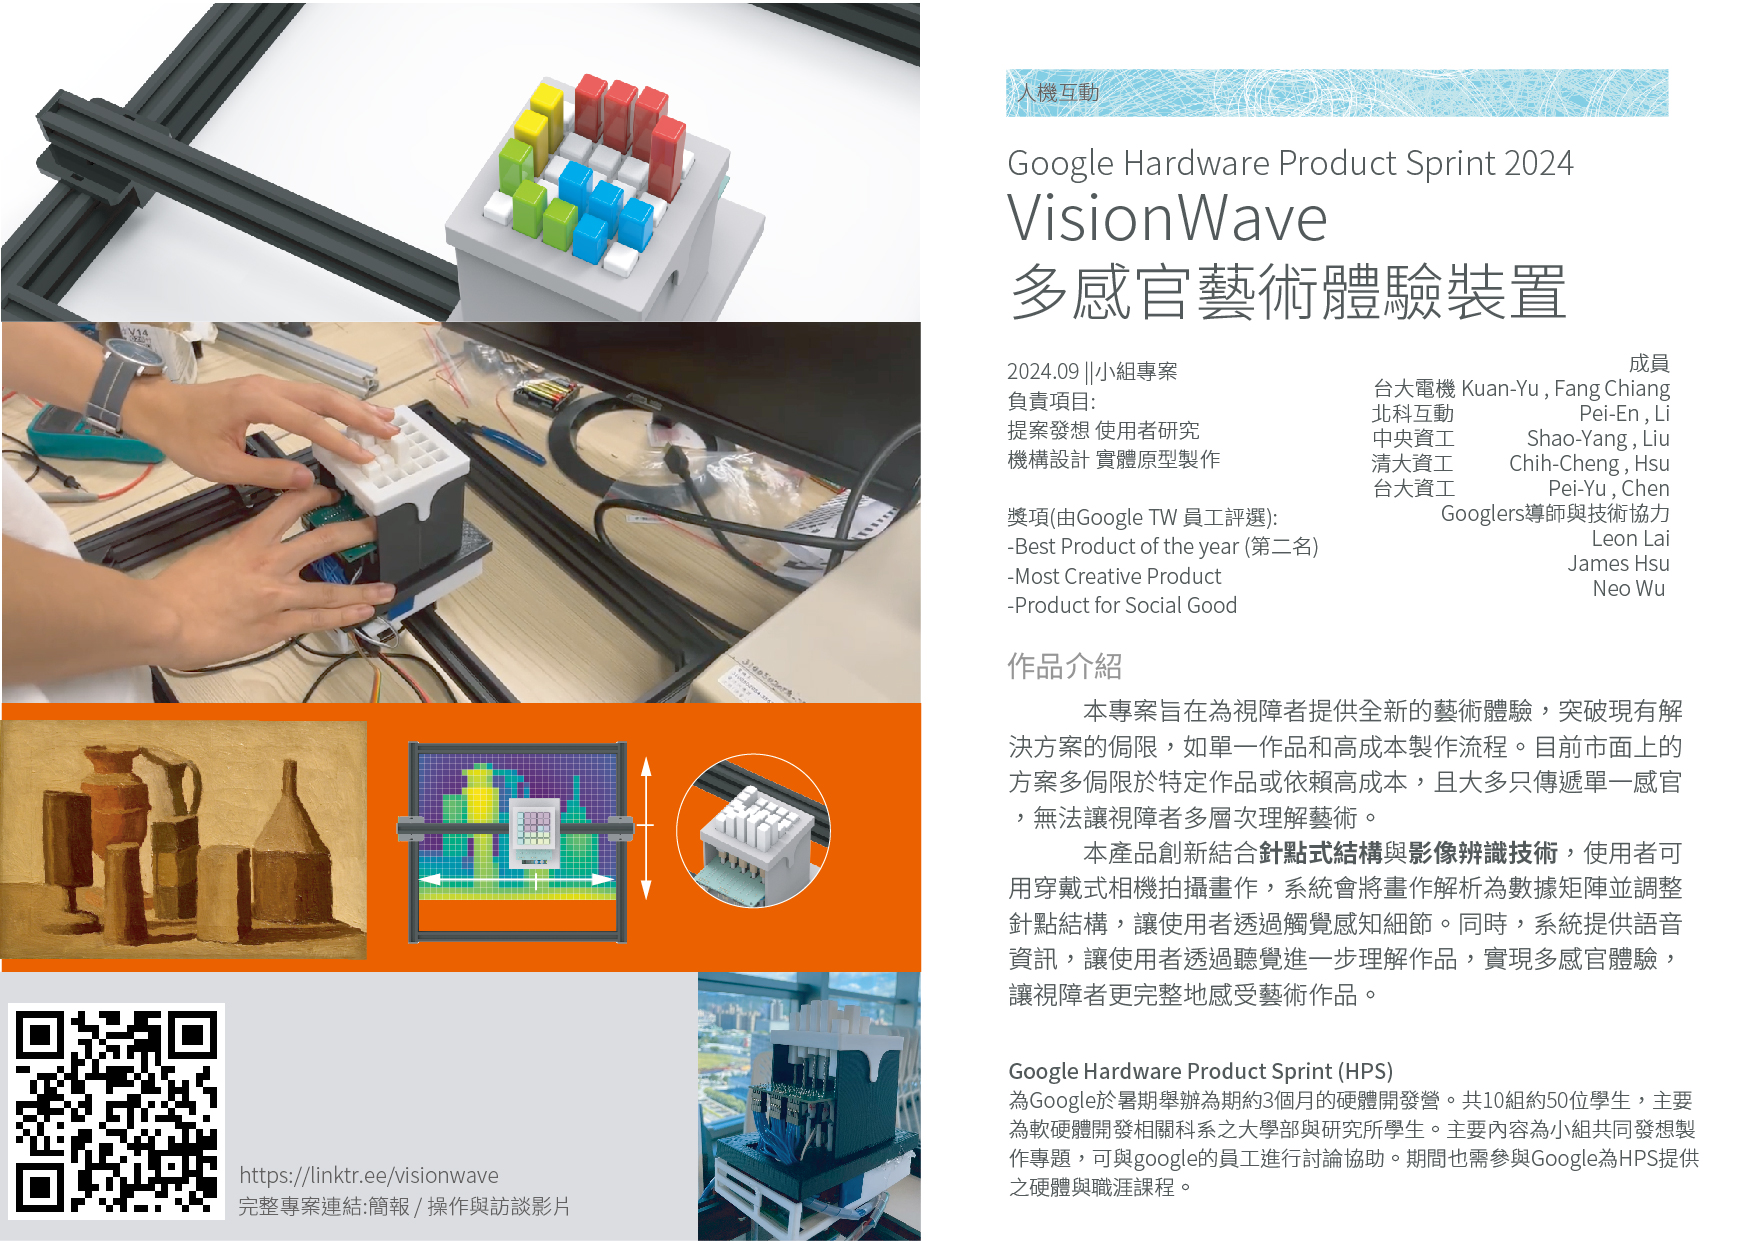 人機互動
Google Hardware Product Sprint 2024
VisionWave
多感官藝術體驗裝置
2024.09 ||小組專案
負責項目:
提案發想 使用者研究
機構設計 實體原型製作
獎項(由Google TW 員工評選):
-Best Product of the year (第二名)
-Most Creative Product
-Product for Social Good
成員
台大電機 Kuan-Yu , Fang Chiang
北科互動 Pei-En , Li
中央資工 Shao-Yang , Liu
清大資工 Chih-Cheng , Hsu
台大資工 Pei-Yu , Chen
Googlers導師與技術協力
Leon Lai
James Hsu
Neo Wu
作品介紹
本專案旨在為視障者提供全新的藝術體驗，突破現有解
決方案的侷限，如單一作品和高成本製作流程。目前市面上的
方案多侷限於特定作品或依賴高成本，且大多只傳遞單一感官
，無法讓視障者多層次理解藝術。
本產品創新結合針點式結構與影像辨識技術，使用者可
用穿戴式相機拍攝畫作，系統會將畫作解析為數據矩陣並調整
針點結構，讓使用者透過觸覺感知細節。同時，系統提供語音
資訊，讓使用者透過聽覺進一步理解作品，實現多感官體驗，
讓視障者更完整地感受藝術作品。
Google Hardware Product Sprint (HPS)
為Google於暑期舉辦為期約3個月的硬體開發營。共10組約50位學生，主要
為軟硬體開發相關科系之大學部與研究所學生。主要內容為小組共同發想製
作專題，可與google的員工進行討論協助。期間也需參與Google為HPS提供
之硬體與職涯課程。
https://linktr.ee/visionwave
完整專案連結:簡報 / 操作與訪談影片